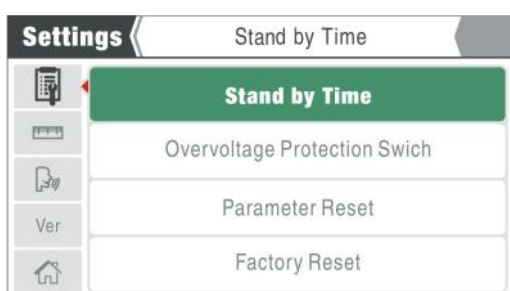 Settings Stand by Time
Stand by Time
Overvoltage Protection Swich
Parameter Reset
Ver
Factory Reset